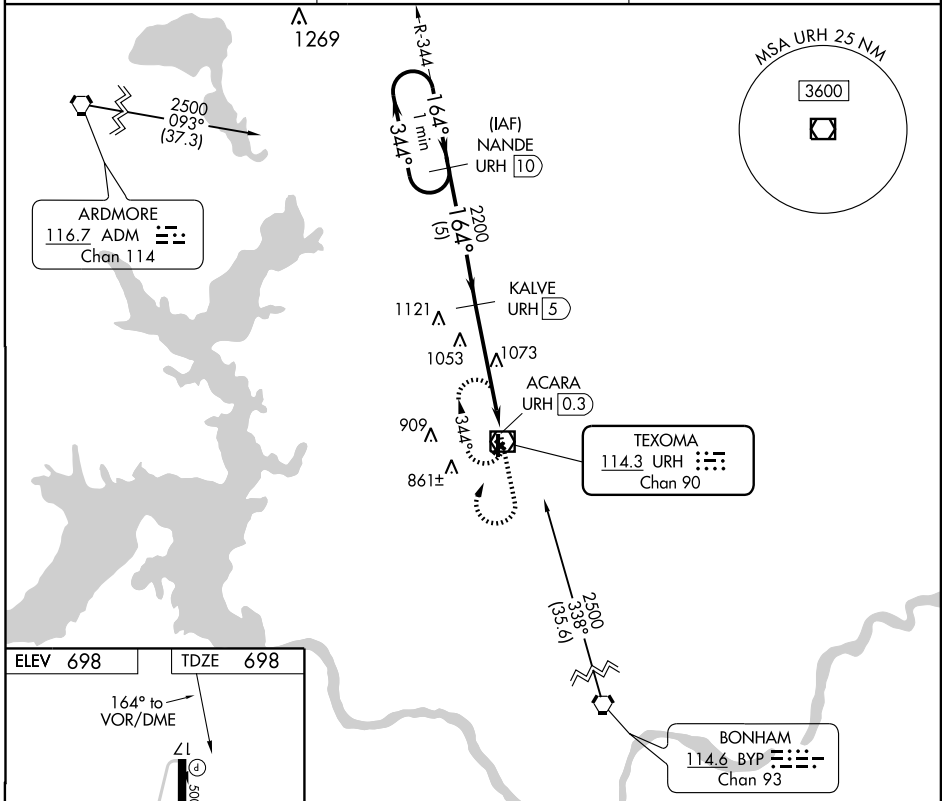 1269
R-344
MSA URH 25 NM
3600
2500
093°
(37.3)
164°
1 min
344°
(IAF)
NANDE
URH 10
ARDMORE
116.7 ADM
Chan 114
2200
164°
(5)
KALVE
URH 5
1121
1053
1073
ACARA
URH 0.3
344°
909
861±
TEXOMA
114.3 URH
Chan 90
2500
338°
(35.6)
ELEV 698
TDZE 698
164° to
VOR/DME
17
P
BONHAM
114.6 BYP
Chan 93